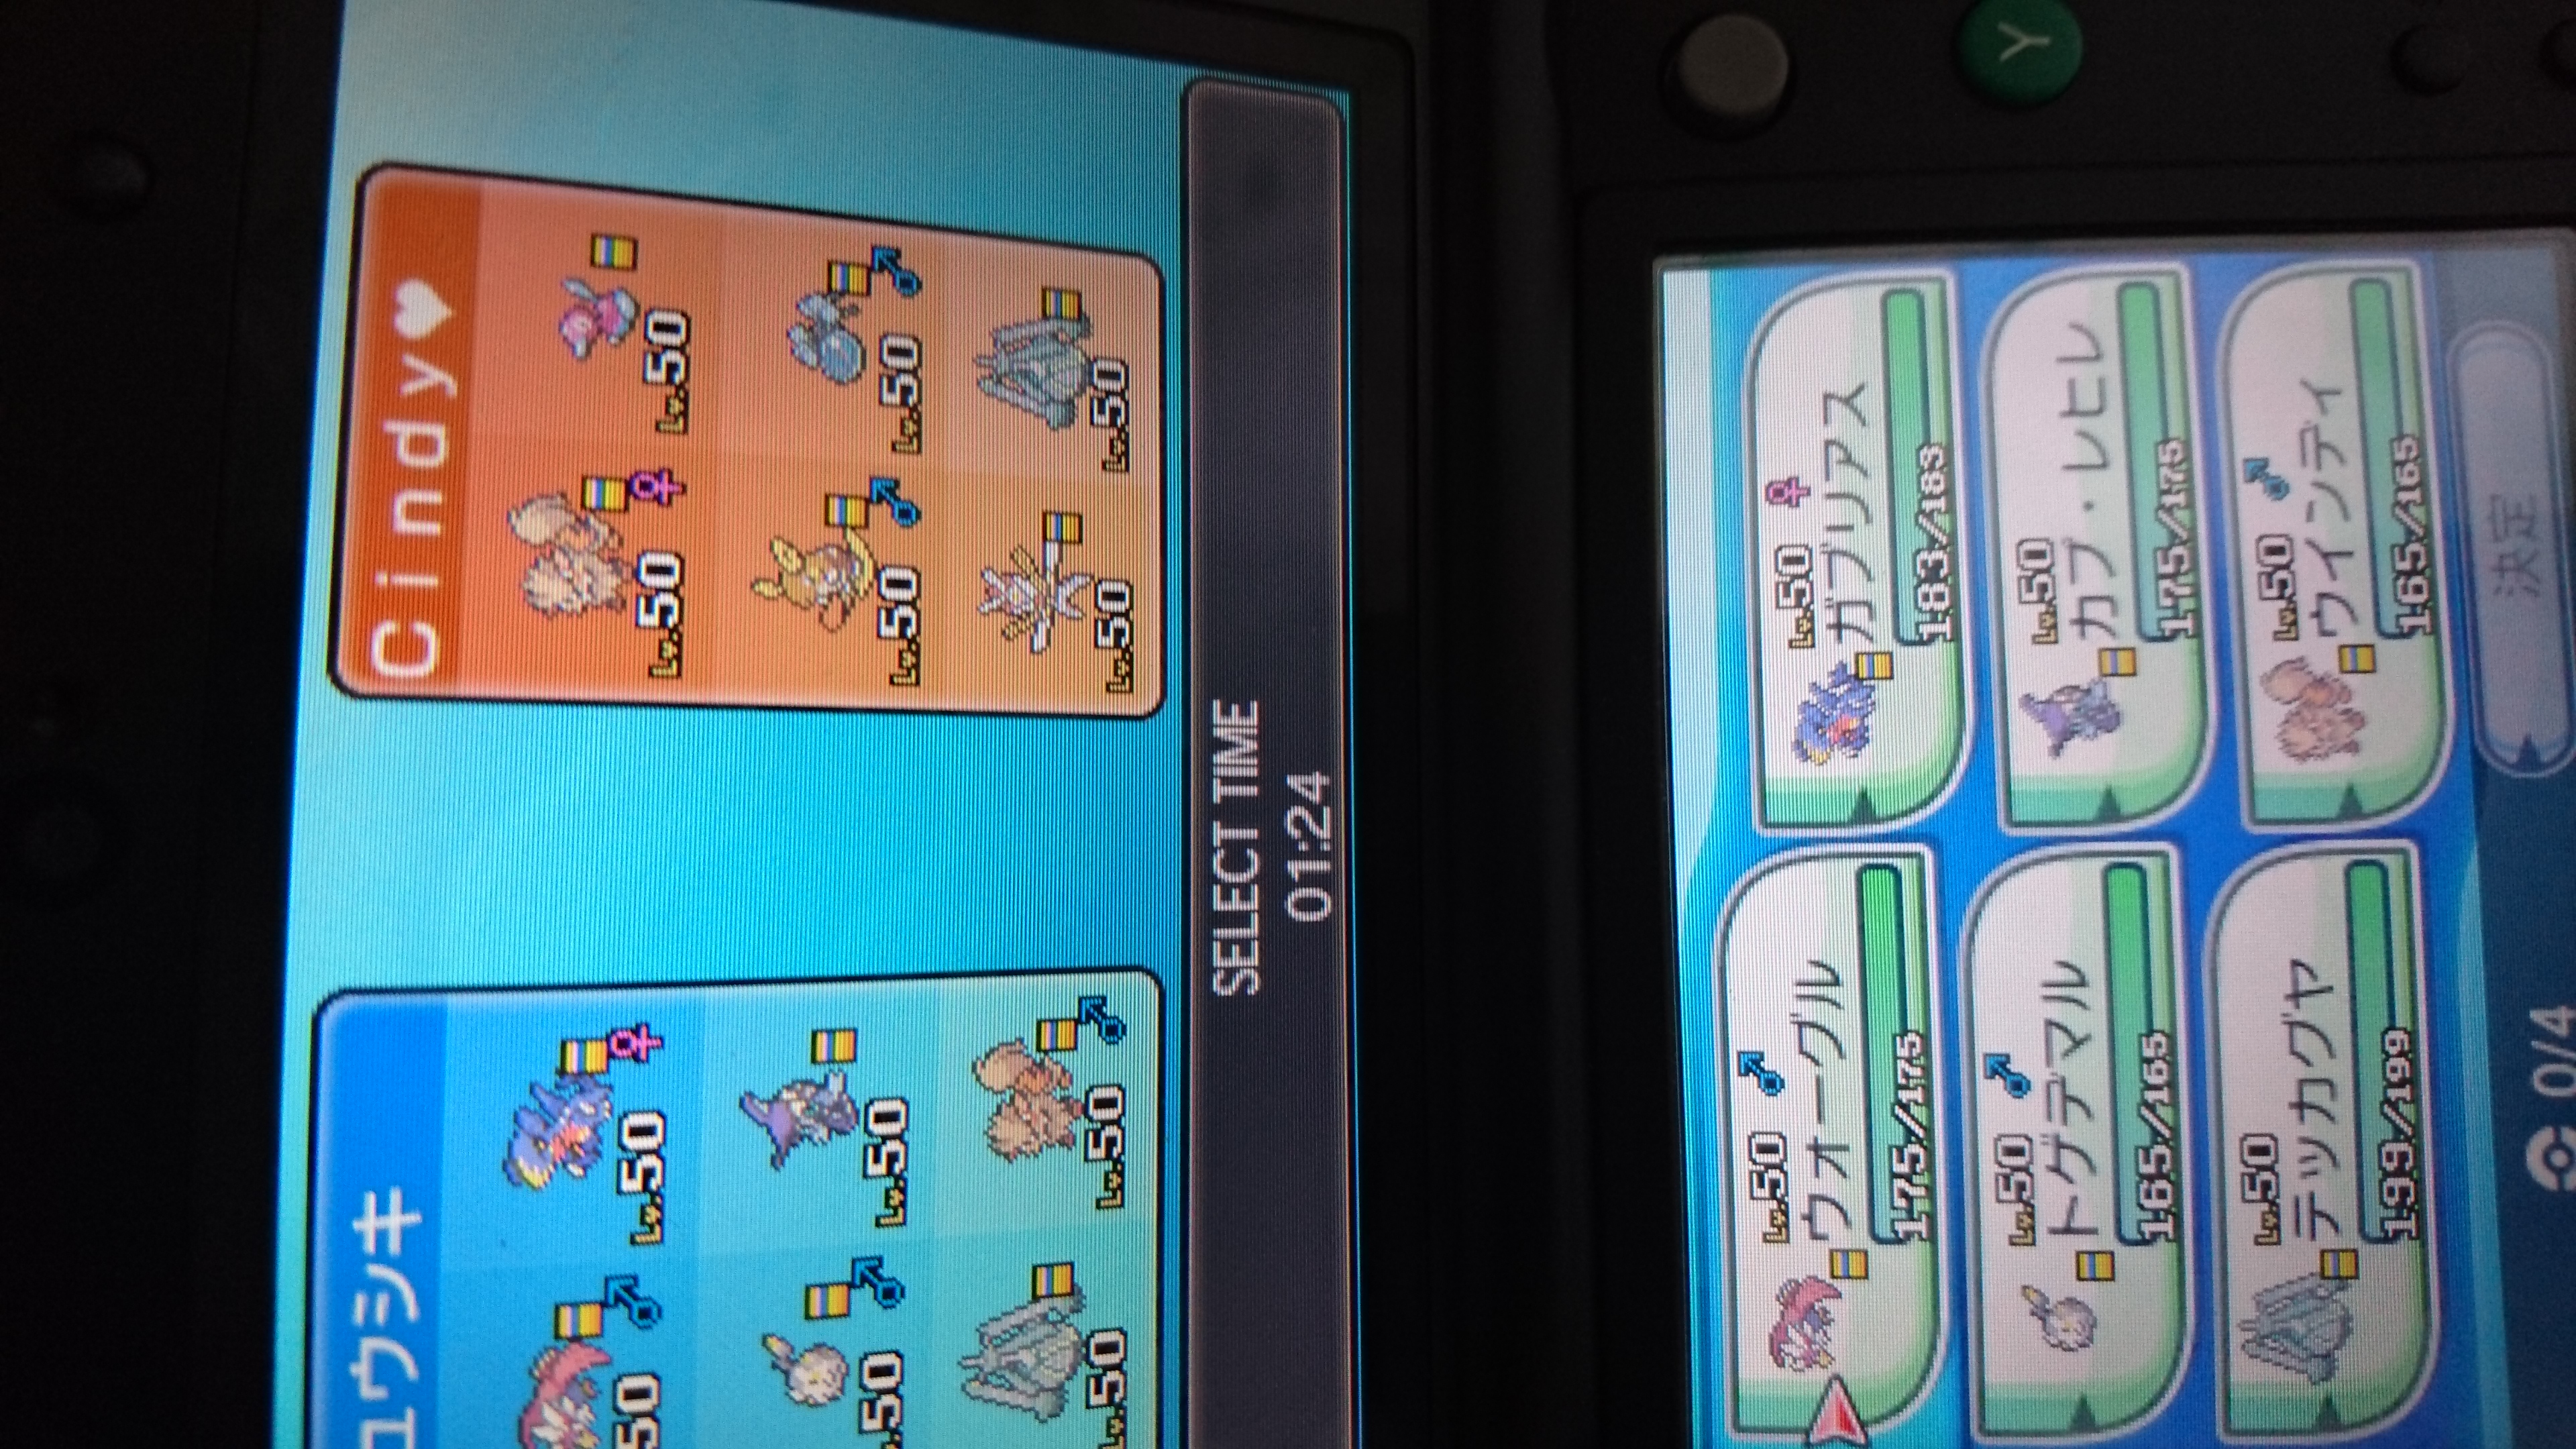 ュウシキ
Cindy♥
50 ♂ Lv.50 ♀
Lv.50 ♀ Lv.50
.50 ♂ Lv.50
Lv.50 ♂ Lv.50 ♂
Lv.50 Lv.50 ♂
Lv.50 Lv.50
SELECT TIME
01:24
Lv.50 ♂
ウォーグル
175/175
Lv.50 ♀
ガブリアス
183/183
Lv.50 ♂
トゲデマル
165/165
Lv.50
カプ・レヒレ
175/175
Lv.50
テッカグヤ
199/199
Lv.50 ♂
ウインディ
165/165
0/4
決定
Y